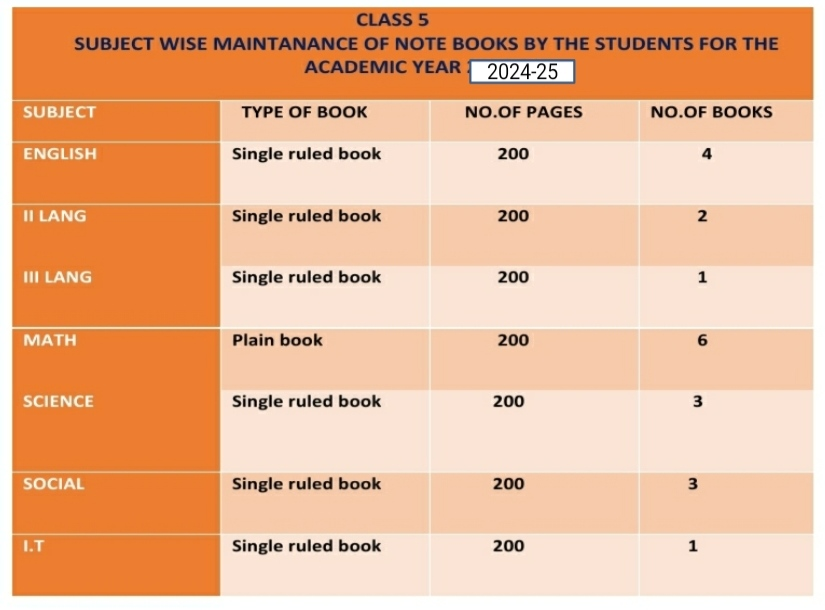 CLASS 5
SUBJECT WISE MAINTANANCE OF NOTE BOOKS BY THE STUDENTS FOR THE
ACADEMIC YEAR 2024-25
SUBJECT TYPE OF BOOK NO.OF PAGES NO.OF BOOKS
ENGLISH Single ruled book 200 4
II LANG Single ruled book 200 2
III LANG Single ruled book 200 1
MATH Plain book 200 6
SCIENCE Single ruled book 200 3
SOCIAL Single ruled book 200 3
I.T Single ruled book 200 1